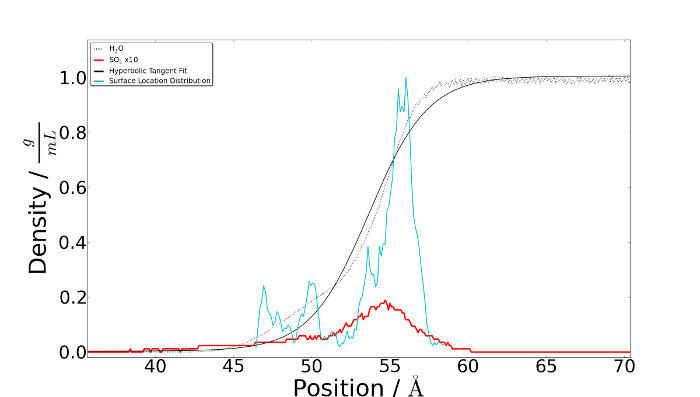 H₂O
SO₂ x10
Hyperbolic Tangent Fit
Surface Location Distribution
Density / g/mL
1.0
0.8
0.6
0.4
0.2
0.0
40 45 50 55 60 65 70
Position / Å